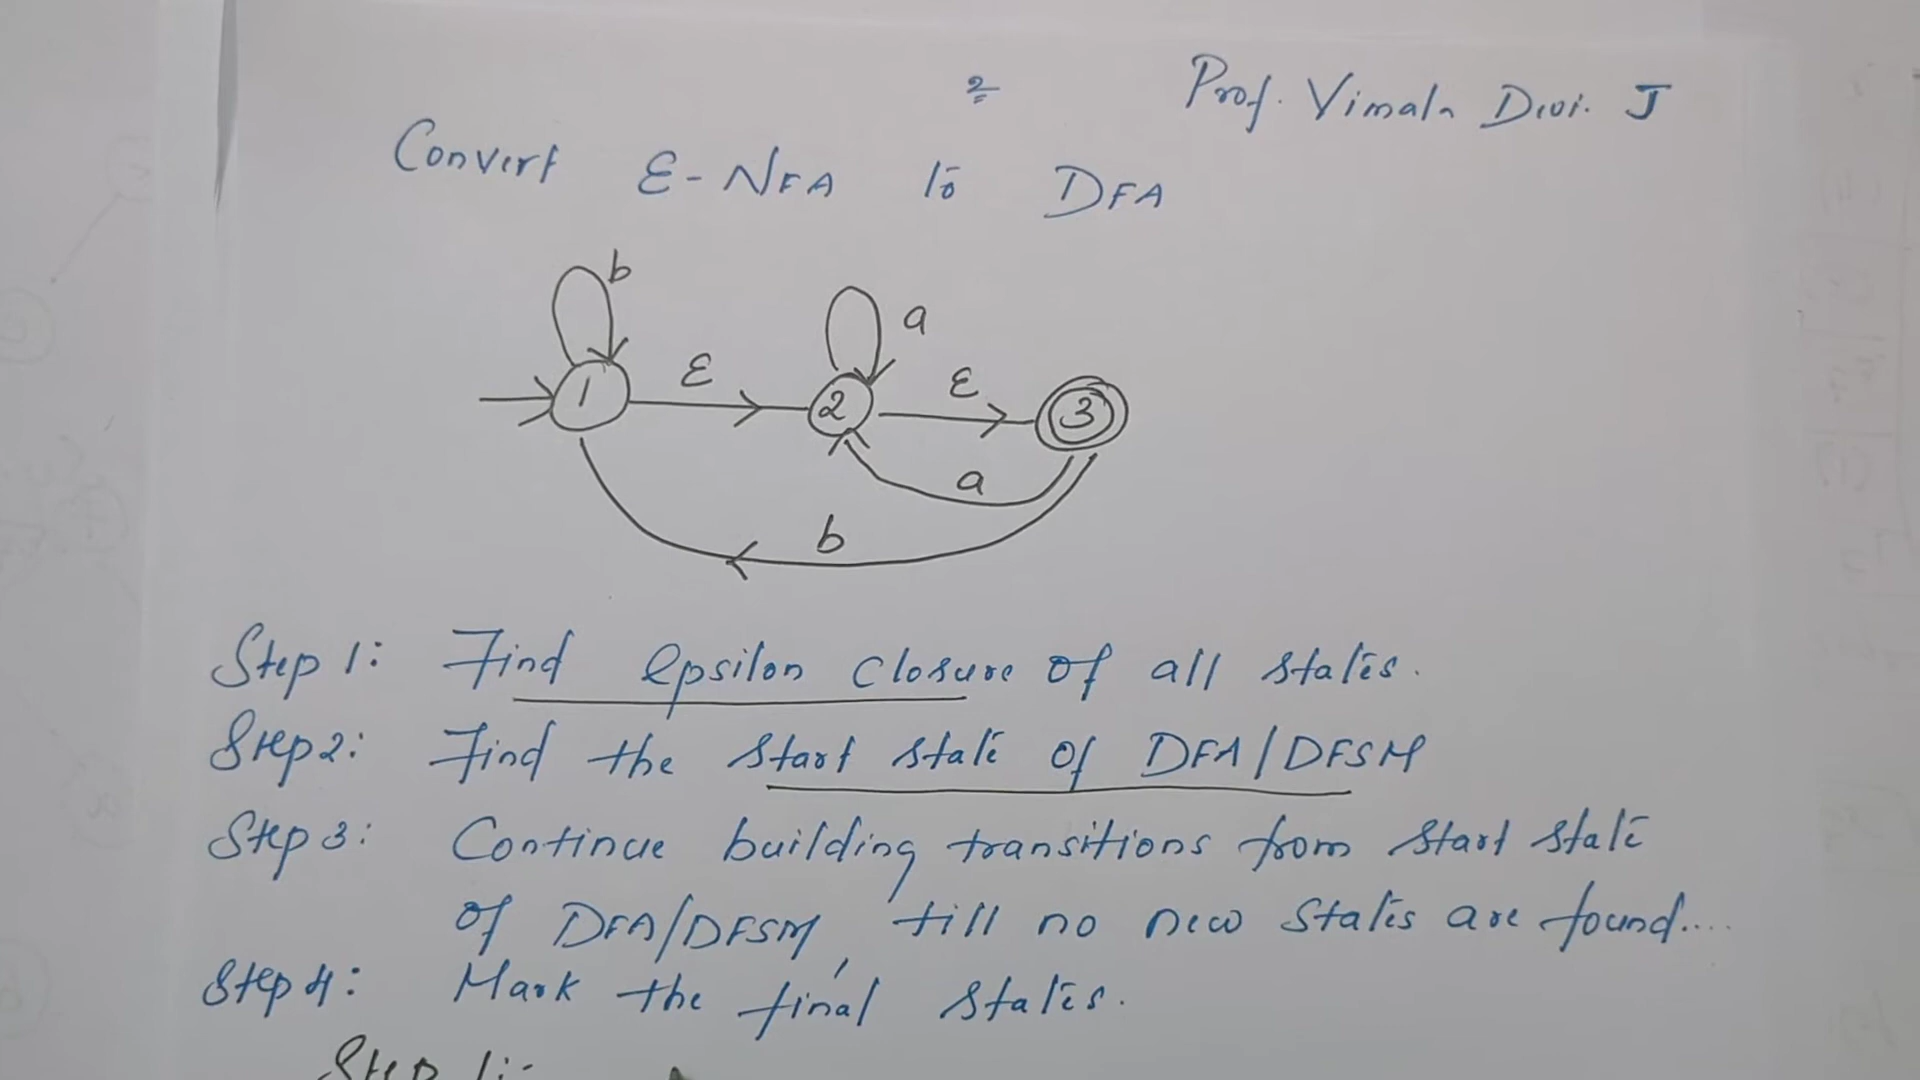 2
Prof. Vimala Devi. J
Convert ε-NFA to DFA
b
a
ε
ε
1
2
3
a
b
Step 1: Find epsilon closure of all states.
Step2: Find the start state of DFA/DFSM
Step 3: Continue building transitions from start state
of DFA/DFSM, till no new states are found....
Step 4: Mark the final states.
Step 1:-